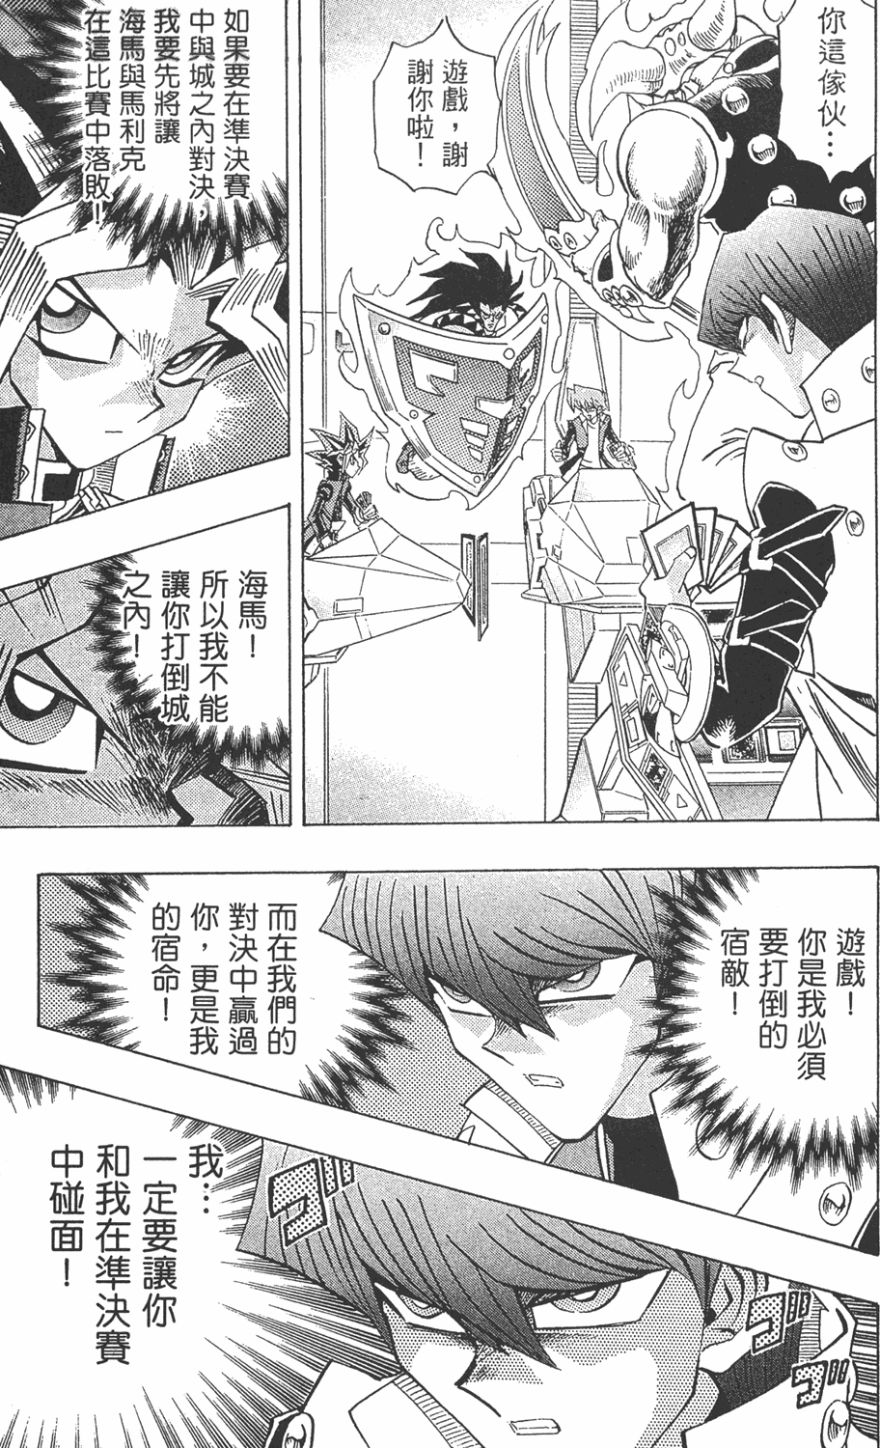 你這傢伙…
遊戲，謝
謝你啦！
如果要在準決賽
中與城之內對決，
我要先將讓
海馬與馬利克
在這比賽中落敗！
海馬！
所以我不能
讓你打倒城
之內！
遊戲！
你是我必須
要打倒的
宿敵！
而在我們的
對決中贏過
你，更是我
的宿命！
我…
一定要讓你
和我在準決賽
中碰面！
ゴゴ
ゴゴ